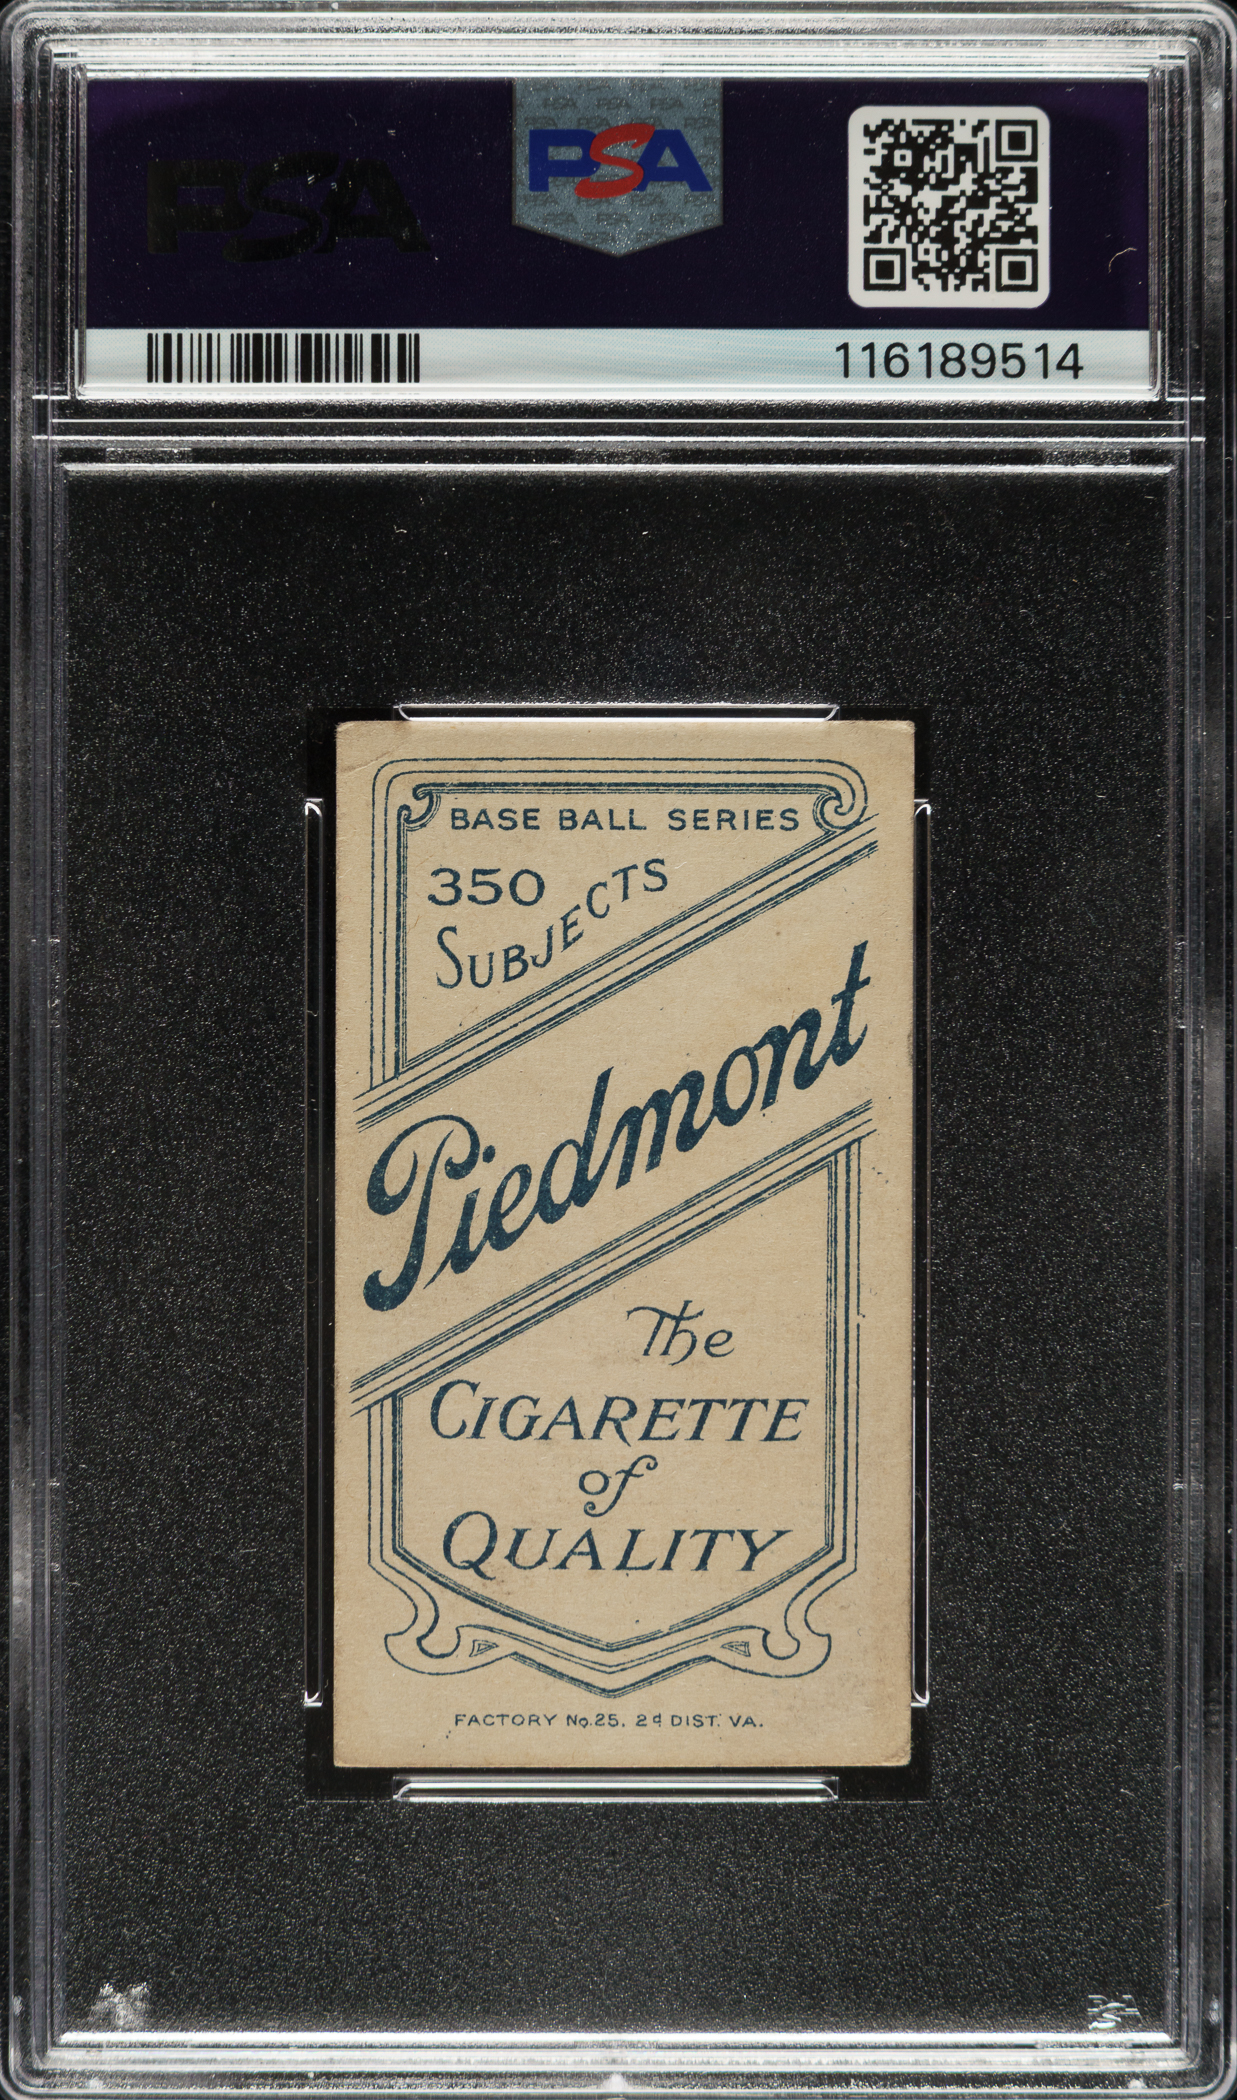 PSA
PSA
116189514
BASE BALL SERIES
350
SUBJECTS
Piedmont
The
CIGARETTE
of
QUALITY
FACTORY No. 25. 2d DIST. VA.